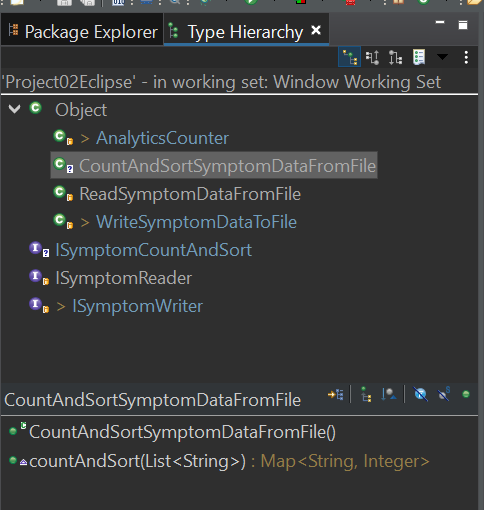 Package Explorer Type Hierarchy
'Project02Eclipse' - in working set: Window Working Set
Object
> AnalyticsCounter
CountAndSortSymptomDataFromFile
ReadSymptomDataFromFile
> WriteSymptomDataToFile
ISymptomCountAndSort
ISymptomReader
> ISymptomWriter
CountAndSortSymptomDataFromFile
CountAndSortSymptomDataFromFile()
countAndSort(List<String>) : Map<String, Integer>